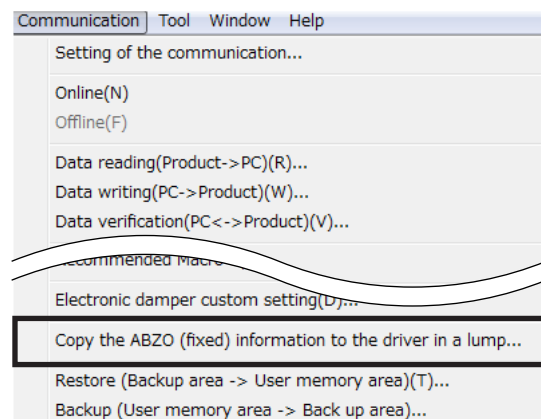 Communication Tool Window Help
Setting of the communication...
Online(N)
Offline(F)
Data reading(Product->PC)(R)...
Data writing(PC->Product)(W)...
Data verification(PC<->Product)(V)...
Recommended Macro
Electronic damper custom setting(D)...
Copy the ABZO (fixed) information to the driver in a lump...
Restore (Backup area -> User memory area)(T)...
Backup (User memory area -> Back up area)...